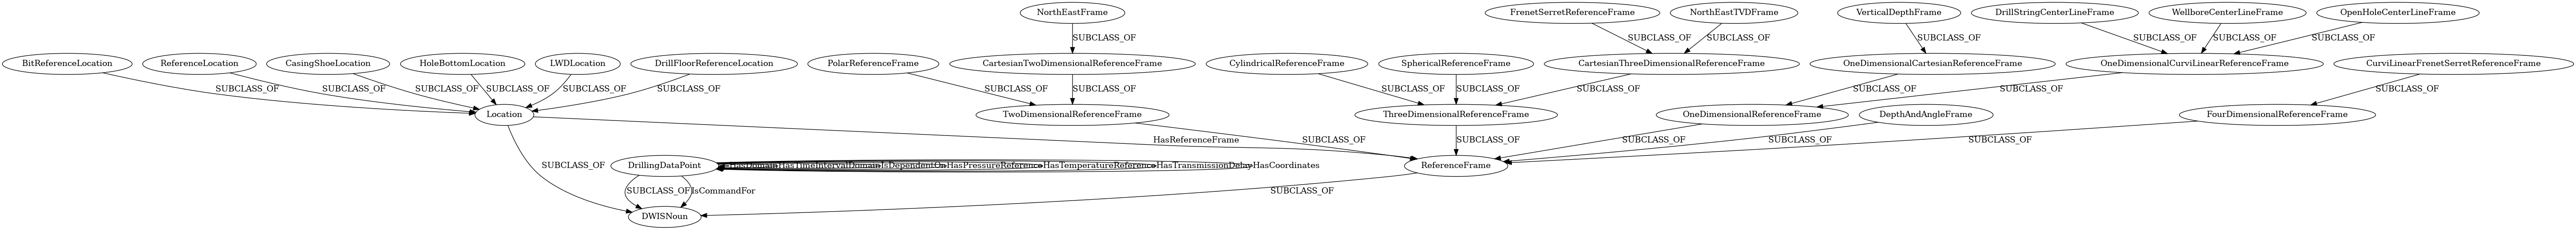 NorthEastFrame
FrenetSerretReferenceFrame
NorthEastTVDFrame
VerticalDepthFrame
DrillStringCenterLineFrame
WellboreCenterLineFrame
OpenHoleCenterLineFrame
SUBCLASS_OF
SUBCLASS_OF
SUBCLASS_OF
SUBCLASS_OF
SUBCLASS_OF
SUBCLASS_OF
SUBCLASS_OF
BitReferenceLocation
ReferenceLocation
CasingShoeLocation
HoleBottomLocation
LWDLocation
DrillFloorReferenceLocation
PolarReferenceFrame
CartesianTwoDimensionalReferenceFrame
CylindricalReferenceFrame
SphericalReferenceFrame
CartesianThreeDimensionalReferenceFrame
OneDimensionalCartesianReferenceFrame
OneDimensionalCurviLinearReferenceFrame
CurviLinearFrenetSerretReferenceFrame
SUBCLASS_OF
SUBCLASS_OF
SUBCLASS_OF
SUBCLASS_OF
SUBCLASS_OF
SUBCLASS_OF
SUBCLASS_OF
SUBCLASS_OF
SUBCLASS_OF
SUBCLASS_OF
SUBCLASS_OF
SUBCLASS_OF
SUBCLASS_OF
SUBCLASS_OF
Location
TwoDimensionalReferenceFrame
ThreeDimensionalReferenceFrame
OneDimensionalReferenceFrame
DepthAndAngleFrame
FourDimensionalReferenceFrame
HasReferenceFrame
SUBCLASS_OF
SUBCLASS_OF
SUBCLASS_OF
SUBCLASS_OF
SUBCLASS_OF
SUBCLASS_OF
DrillingDataPoint
HasDomain
HasTimeIntervalDomain
IsDependentOn
HasPressureReference
HasTemperatureReference
HasTransmissionDelay
HasCoordinates
ReferenceFrame
SUBCLASS_OF
IsCommandFor
SUBCLASS_OF
DWISNoun